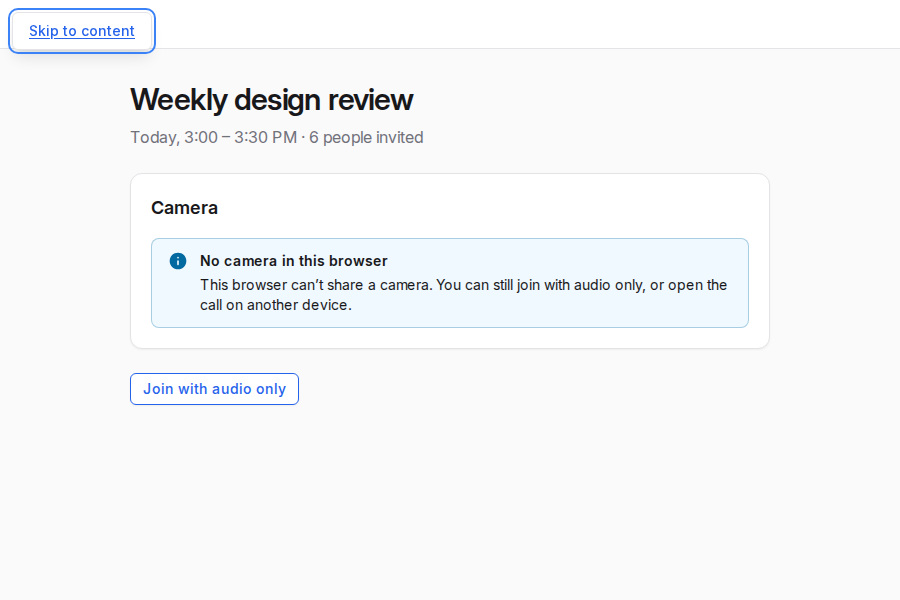 Skip to content
Weekly design review
Today, 3:00 – 3:30 PM · 6 people invited
Camera
No camera in this browser
This browser can’t share a camera. You can still join with audio only, or open the
call on another device.
Join with audio only